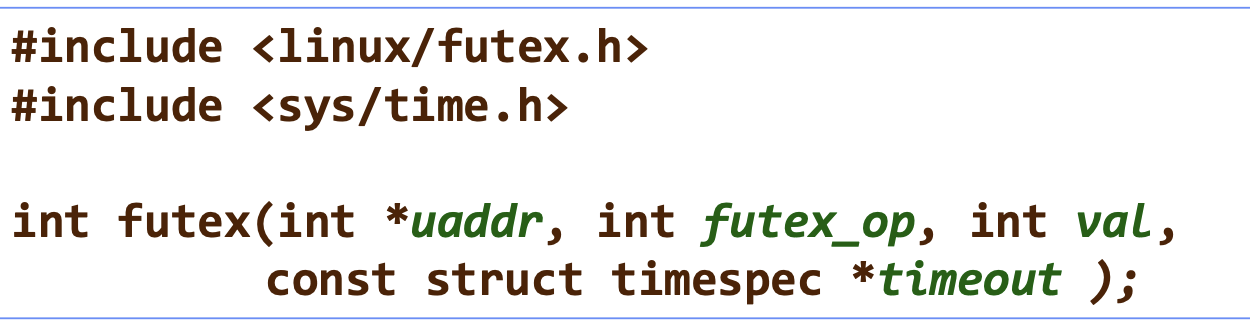 #include <linux/futex.h>
#include <sys/time.h>
int futex(int *uaddr, int futex_op, int val,
const struct timespec *timeout );